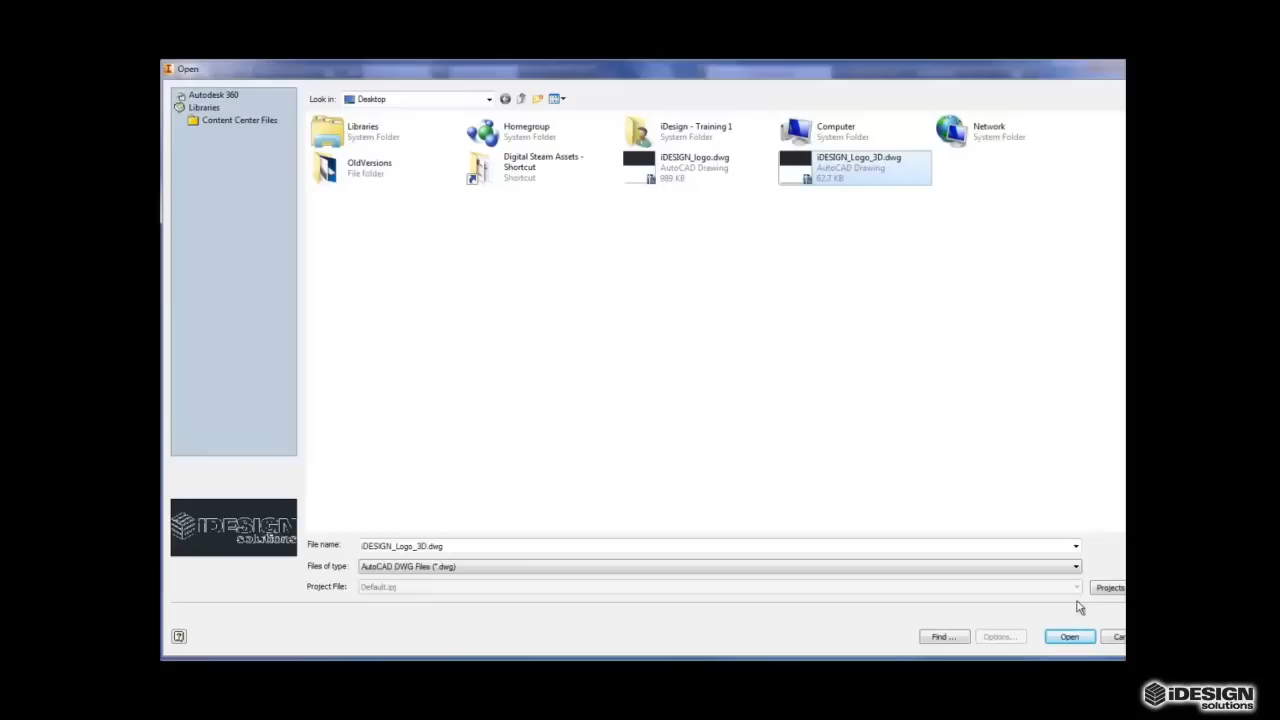 Open
Autodesk 360
Libraries
Content Center Files
Look in:
Desktop
Libraries
System Folder
Homegroup
System Folder
iDesign - Training 1
System Folder
Computer
System Folder
Network
System Folder
OldVersions
File folder
Digital Steam Assets -
Shortcut
Shortcut
iDESIGN_logo.dwg
AutoCAD Drawing
989 KB
iDESIGN_Logo_3D.dwg
AutoCAD Drawing
62.7 KB
iDESIGN
solutions
File name:
iDESIGN_Logo_3D.dwg
Files of type:
AutoCAD DWG Files (*.dwg)
Project File:
Default.ipj
Projects
Find ...
Options...
Open
Can
iDESIGN
solutions